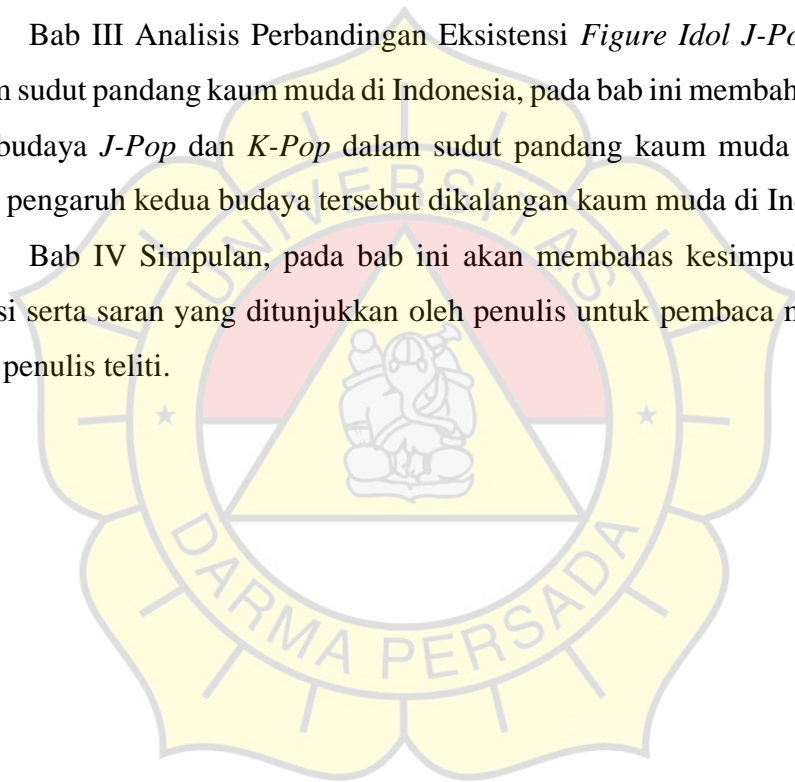 Bab III Analisis Perbandingan Eksistensi Figure Idol J-Po
sudut pandang kaum muda di Indonesia, pada bab ini membah
budaya J-Pop dan K-Pop dalam sudut pandang kaum muda
pengaruh kedua budaya tersebut dikalangan kaum muda di In
Bab IV Simpulan, pada bab ini akan membahas kesimpu
si serta saran yang ditunjukkan oleh penulis untuk pembaca
penulis teliti.
UNIVERSITAS
DARMA PERSADA